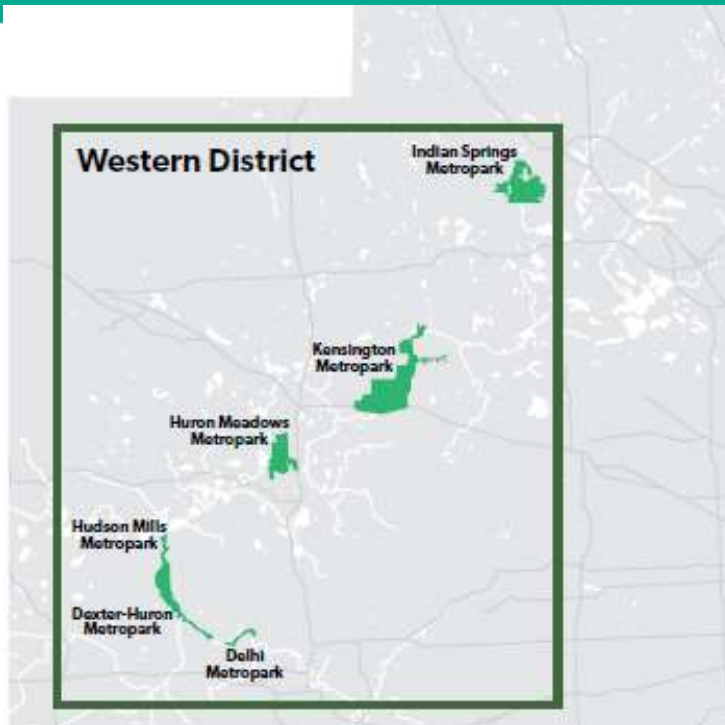 Western District
Indian Springs
Metropark
Kensington
Metropark
Huron Meadows
Metropark
Hudson Mills
Metropark
Dexter-Huron
Metropark
Delhi
Metropark